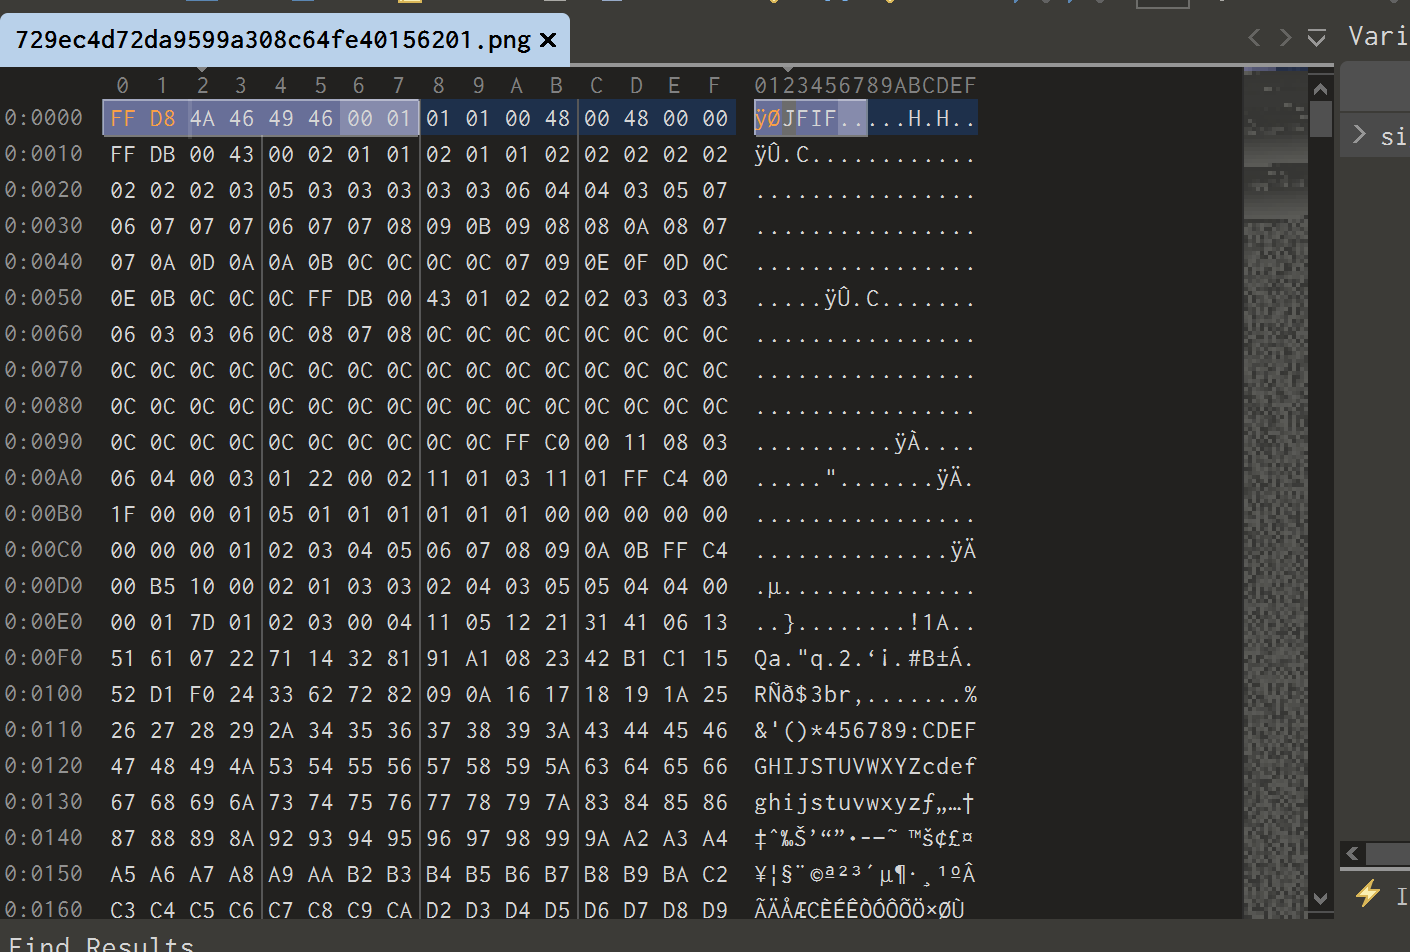 729ec4d72da9599a308c64fe40156201.png ×
Vari
0 1 2 3 4 5 6 7 8 9 A B C D E F 0123456789ABCDEF
0:0000 FF D8 4A 46 49 46 00 01 01 01 00 48 00 48 00 00 ÿØJFIF.....H.H..
> si
0:0010 FF DB 00 43 00 02 01 01 02 01 01 02 02 02 02 02 ÿÛ.C............
0:0020 02 02 02 03 05 03 03 03 03 03 06 04 04 03 05 07 ................
0:0030 06 07 07 07 06 07 07 08 09 0B 09 08 08 0A 08 07 ................
0:0040 07 0A 0D 0A 0A 0B 0C 0C 0C 0C 07 09 0E 0F 0D 0C ................
0:0050 0E 0B 0C 0C 0C FF DB 00 43 01 02 02 02 03 03 03 .....ÿÛ.C.......
0:0060 06 03 03 06 0C 08 07 08 0C 0C 0C 0C 0C 0C 0C 0C ................
0:0070 0C 0C 0C 0C 0C 0C 0C 0C 0C 0C 0C 0C 0C 0C 0C 0C ................
0:0080 0C 0C 0C 0C 0C 0C 0C 0C 0C 0C 0C 0C 0C 0C 0C 0C ................
0:0090 0C 0C 0C 0C 0C 0C 0C 0C 0C 0C FF C0 00 11 08 03 ..........ÿÀ....
0:00A0 06 04 00 03 01 22 00 02 11 01 03 11 01 FF C4 00 .....".......ÿÄ.
0:00B0 1F 00 00 01 05 01 01 01 01 01 01 00 00 00 00 00 ................
0:00C0 00 00 00 01 02 03 04 05 06 07 08 09 0A 0B FF C4 ..............ÿÄ
0:00D0 00 B5 10 00 02 01 03 03 02 04 03 05 05 04 04 00 .µ..............
0:00E0 00 01 7D 01 02 03 00 04 11 05 12 21 31 41 06 13 ..}........!1A..
0:00F0 51 61 07 22 71 14 32 81 91 A1 08 23 42 B1 C1 15 Qa."q.2.‘¡.#B±Á.
0:0100 52 D1 F0 24 33 62 72 82 09 0A 16 17 18 19 1A 25 RÑð$3br‚.......%
0:0110 26 27 28 29 2A 34 35 36 37 38 39 3A 43 44 45 46 &'()*456789:CDEF
0:0120 47 48 49 4A 53 54 55 56 57 58 59 5A 63 64 65 66 GHIJSTUVWXYZcdef
0:0130 67 68 69 6A 73 74 75 76 77 78 79 7A 83 84 85 86 ghijstuvwxyzƒ„…†
0:0140 87 88 89 8A 92 93 94 95 96 97 98 99 9A A2 A3 A4 ‡ˆ‰Š’“”•–—˜™š¢£¤
0:0150 A5 A6 A7 A8 A9 AA B2 B3 B4 B5 B6 B7 B8 B9 BA C2 ¥¦§¨©ª²³´µ¶·¸¹ºÂ
0:0160 C3 C4 C5 C6 C7 C8 C9 CA D2 D3 D4 D5 D6 D7 D8 D9 ÃÄÅÆÇÈÉÊÒÓÔÕÖ×ØÙ
I
Find Results